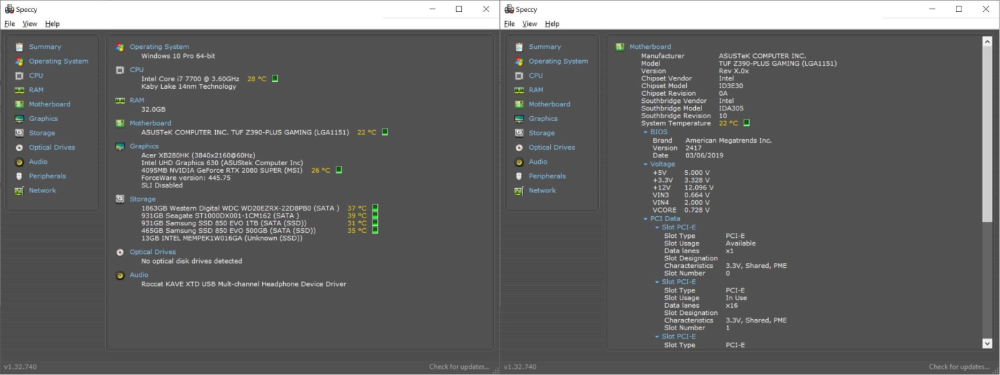 Speccy
File View Help
Summary
Operating System
CPU
RAM
Motherboard
Graphics
Storage
Optical Drives
Audio
Peripherals
Network
Operating System
Windows 10 Pro 64-bit
CPU
Intel Core i7 7700 @ 3.60GHz 28 °C
Kaby Lake 14nm Technology
RAM
32.0GB
Motherboard
ASUSTeK COMPUTER INC. TUF Z390-PLUS GAMING (LGA1151) 22 °C
Graphics
Acer XB280HK (3840x2160@60Hz)
Intel UHD Graphics 630 (ASUStek Computer Inc)
4095MB NVIDIA GeForce RTX 2080 SUPER (MSI) 26 °C
ForceWare version: 445.75
SLI Disabled
Storage
1863GB Western Digital WDC WD20EZRX-22D8PB0 (SATA ) 37 °C
931GB Seagate ST1000DX001-1CM162 (SATA ) 39 °C
931GB Samsung SSD 850 EVO 1TB (SATA (SSD)) 31 °C
465GB Samsung SSD 850 EVO 500GB (SATA (SSD)) 35 °C
13GB INTEL MEMPEK1W016GA (Unknown (SSD))
Optical Drives
No optical disk drives detected
Audio
Roccat KAVE XTD USB Mult-channel Headphone Device Driver
v1.32.740 Check for updates...
Speccy
File View Help
Summary
Operating System
CPU
RAM
Motherboard
Graphics
Storage
Optical Drives
Audio
Peripherals
Network
Motherboard
Manufacturer ASUSTeK COMPUTER INC.
Model TUF Z390-PLUS GAMING (LGA1151)
Version Rev X.0x
Chipset Vendor Intel
Chipset Model ID3E30
Chipset Revision 0A
Southbridge Vendor Intel
Southbridge Model IDA305
Southbridge Revision 10
System Temperature 22 °C
BIOS
Brand American Megatrends Inc.
Version 2417
Date 03/06/2019
Voltage
+5V 5.000 V
+3.3V 3.328 V
+12V 12.096 V
VIN3 0.664 V
VIN4 2.000 V
VCORE 0.728 V
PCI Data
Slot PCI-E
Slot Type PCI-E
Slot Usage Available
Data lanes x1
Slot Designation
Characteristics 3.3V, Shared, PME
Slot Number 0
Slot PCI-E
Slot Type PCI-E
Slot Usage In Use
Data lanes x16
Slot Designation
Characteristics 3.3V, Shared, PME
Slot Number 1
Slot PCI-E
Slot Type PCI-E
v1.32.740 Check for updates...